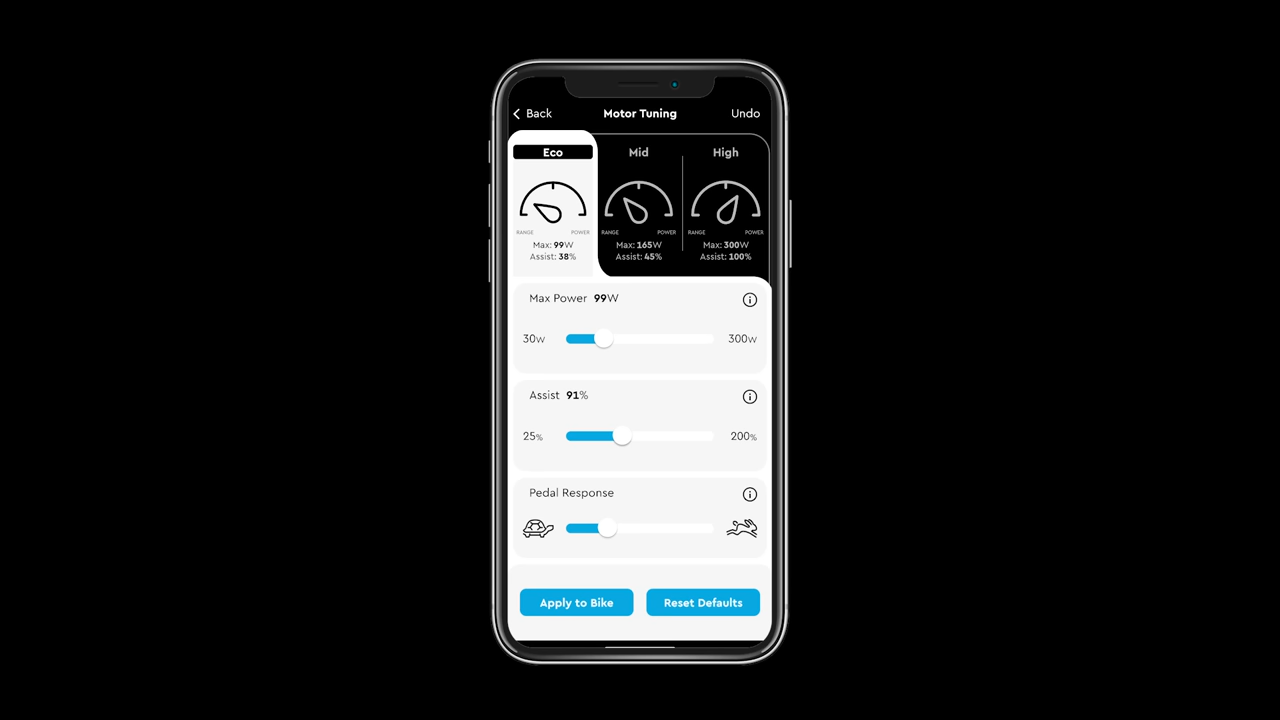 Back
Motor Tuning
Undo
Eco
Mid
High
RANGE POWER
RANGE POWER
RANGE POWER
Max: 99W
Max: 165W
Max: 300W
Assist: 38%
Assist: 45%
Assist: 100%
Max Power 99W
30W
300W
Assist 91%
25%
200%
Pedal Response
Apply to Bike
Reset Defaults